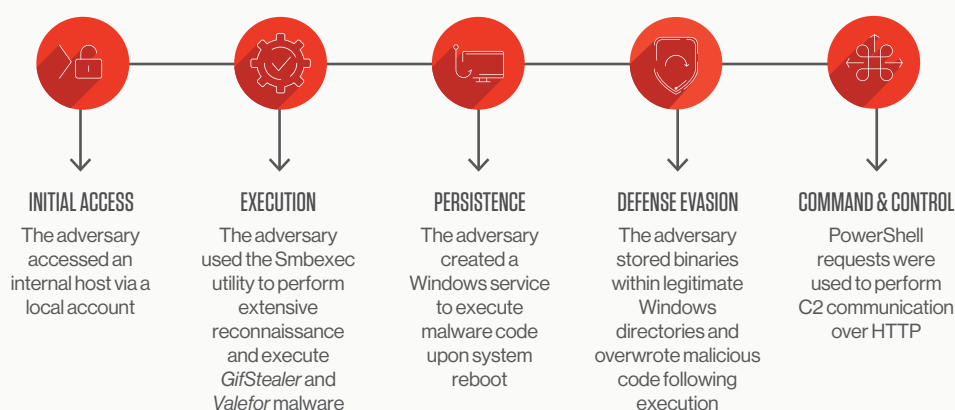 INITIAL ACCESS
The adversary
accessed an
internal host via a
local account
EXECUTION
The adversary
used the Smbexec
utility to perform
extensive
reconnaissance
and execute
GifStealer and
Valefor malware
PERSISTENCE
The adversary
created a
Windows service
to execute
malware code
upon system
reboot
DEFENSE EVASION
The adversary
stored binaries
within legitimate
Windows
directories and
overwrote malicious
code following
execution
COMMAND & CONTROL
PowerShell
requests were
used to perform
C2 communication
over HTTP